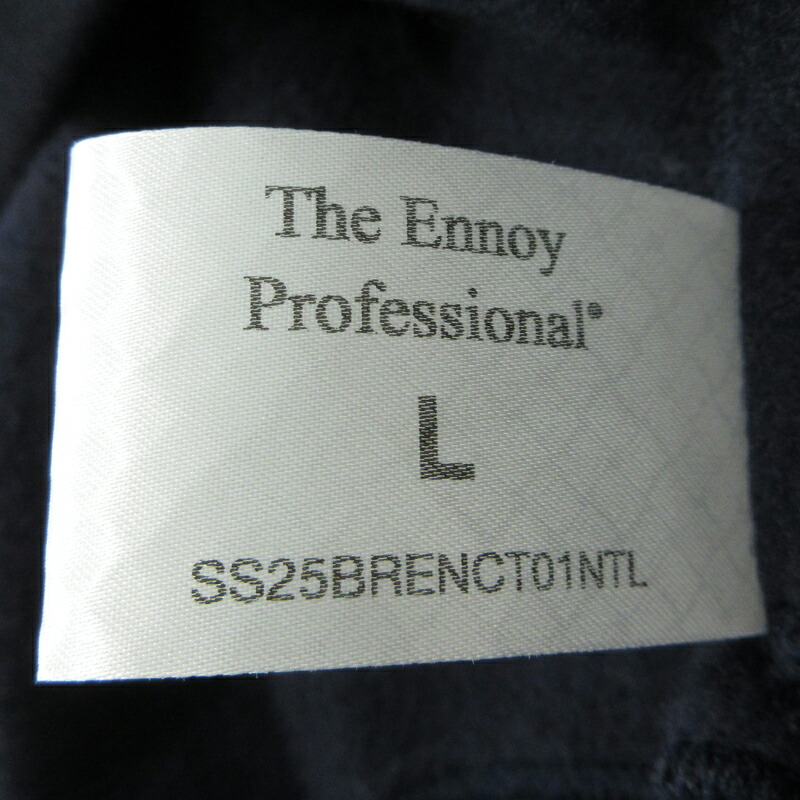 The Ennoy
Professional®
L
SS25BRENCT01NTL